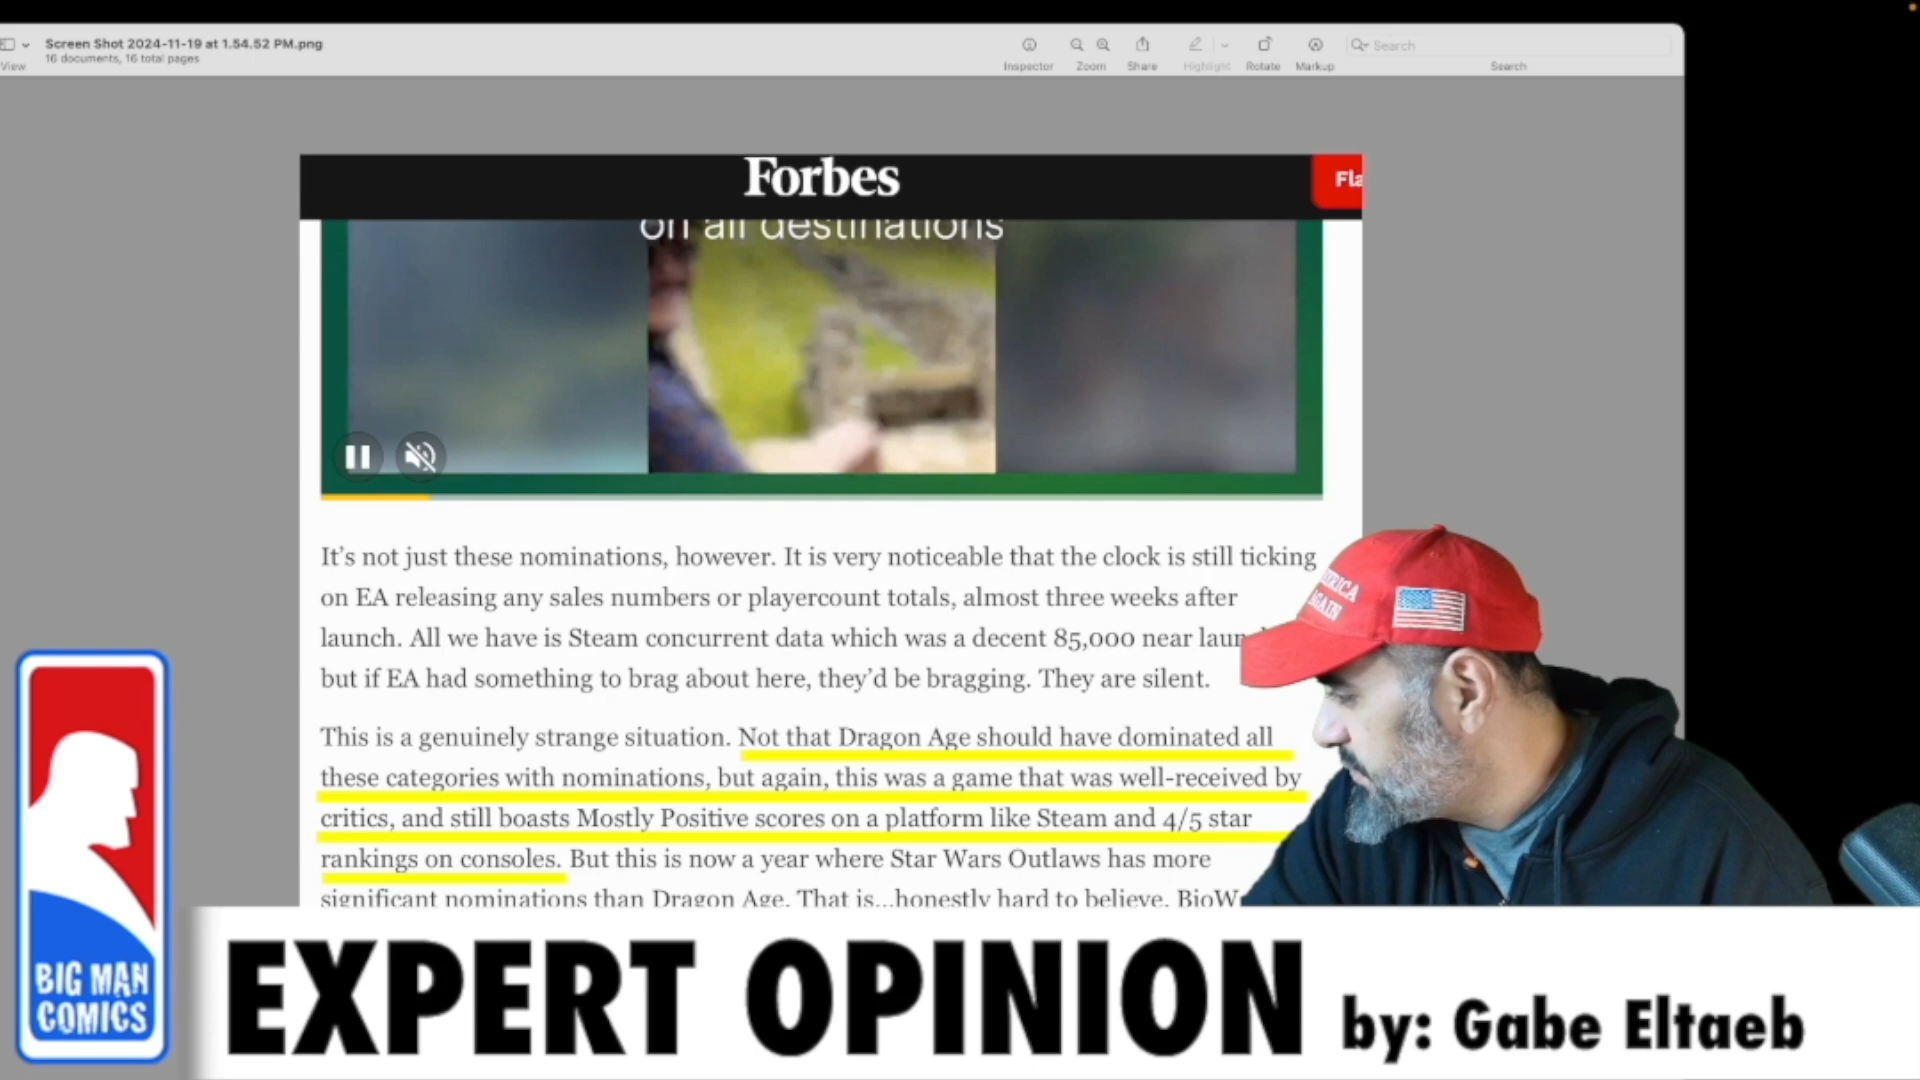 Screen Shot 2024-11-19 at 1.54.52 PM.png
16 documents, 16 total pages
View
Inspector
Zoom
Share
Highlight
Rotate
Markup
Search
Search
Forbes
Fla
on all destinations
It's not just these nominations, however. It is very noticeable that the clock is still ticking
on EA releasing any sales numbers or playercount totals, almost three weeks after
launch. All we have is Steam concurrent data which was a decent 85,000 near laun
but if EA had something to brag about here, they'd be bragging. They are silent.
This is a genuinely strange situation. Not that Dragon Age should have dominated all
these categories with nominations, but again, this was a game that was well-received by
critics, and still boasts Mostly Positive scores on a platform like Steam and 4/5 star
rankings on consoles. But this is now a year where Star Wars Outlaws has more
significant nominations than Dragon Age. That is...honestly hard to believe. BioW
AGAIN
BIG MAN
COMICS
EXPERT OPINION by: Gabe Eltaeb